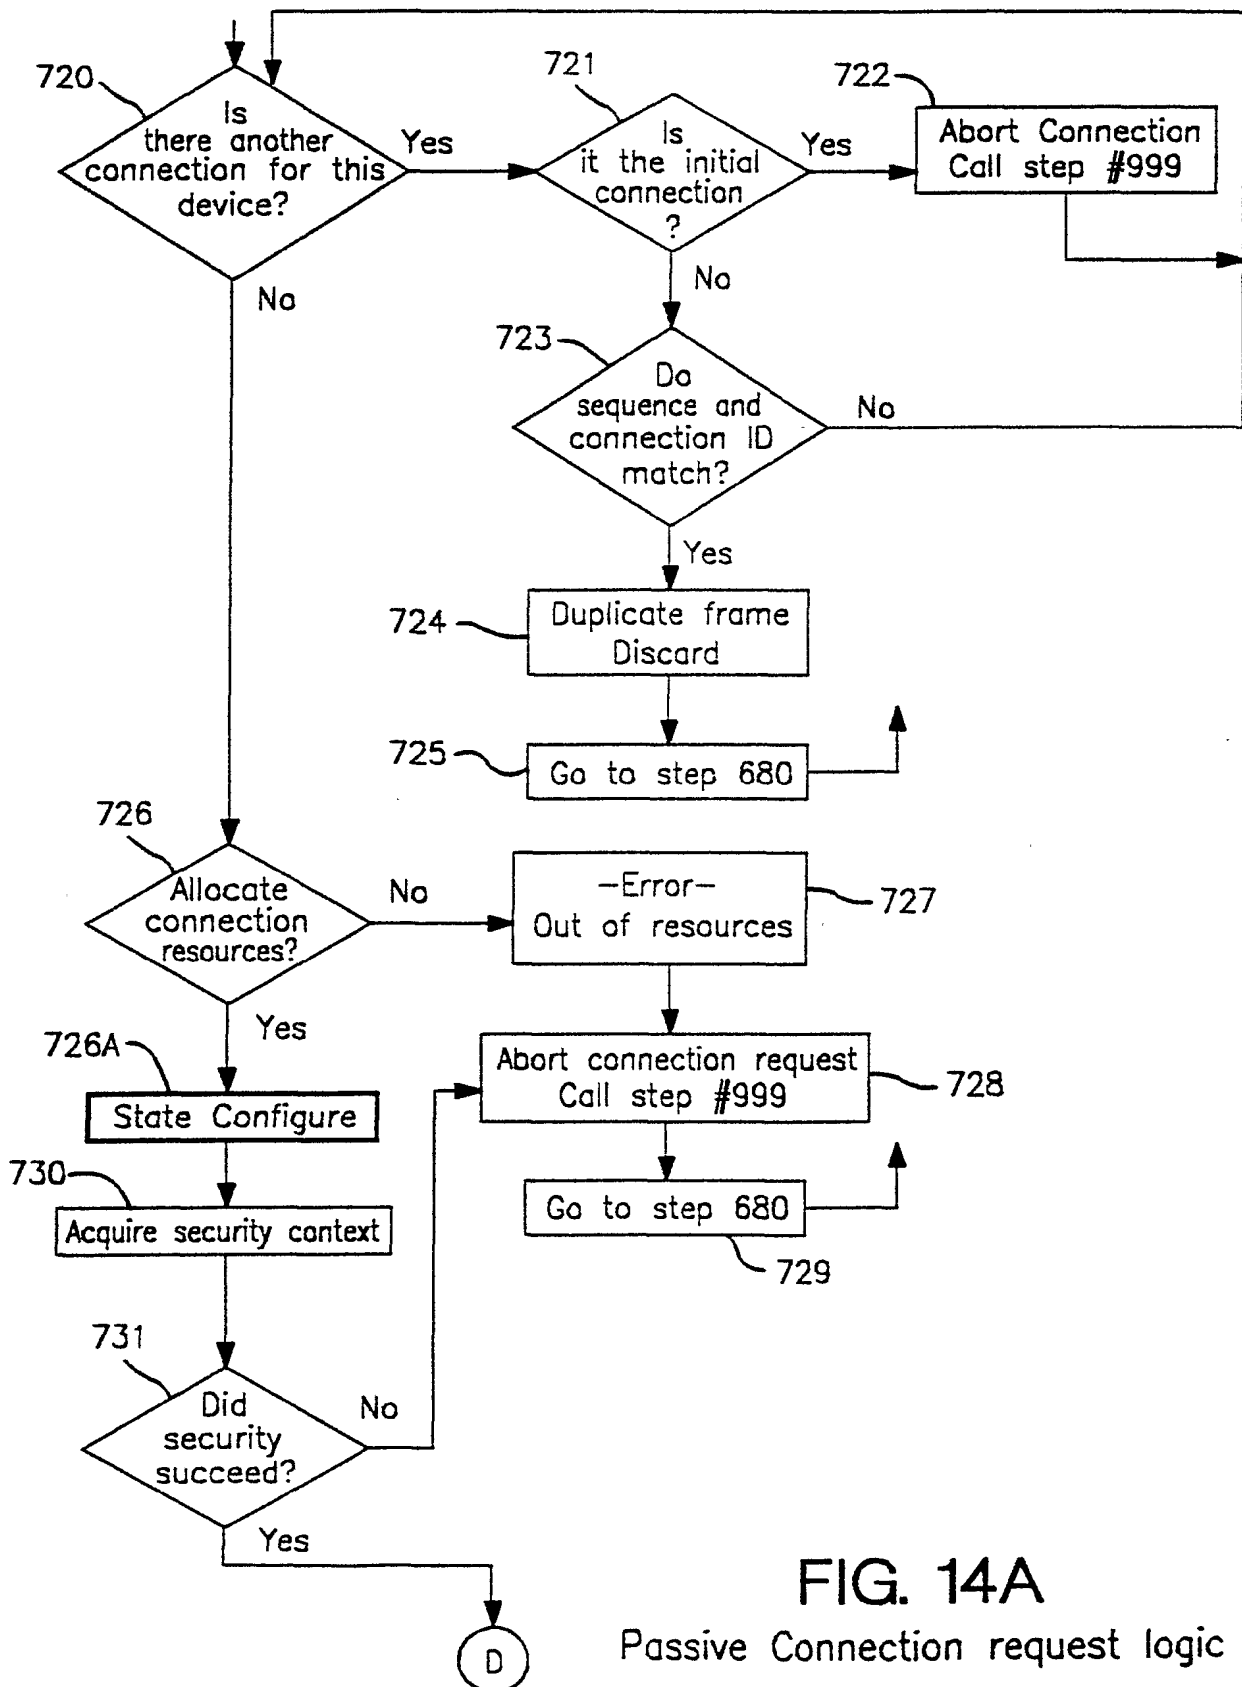 720
Is
there another
connection for this
device?
Yes
No
721
Is
it the initial
connection
?
Yes
No
722
Abort Connection
Call step #999
723
Do
sequence and
connection ID
match?
No
Yes
724
Duplicate frame
Discard
725
Go to step 680
726
Allocate
connection
resources?
No
Yes
-Error-
Out of resources
727
726A
State Configure
Abort connection request
Call step #999
728
730
Acquire security context
Go to step 680
729
731
Did
security
succeed?
No
Yes
D
FIG. 14A
Passive Connection request logic